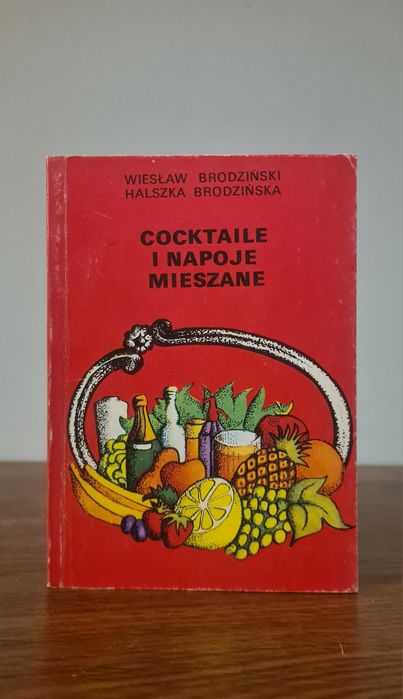 WIESŁAW BRODZIŃSKI
HALSZKA BRODZIŃSKA
COCKTAILE
I NAPOJE
MIESZANE